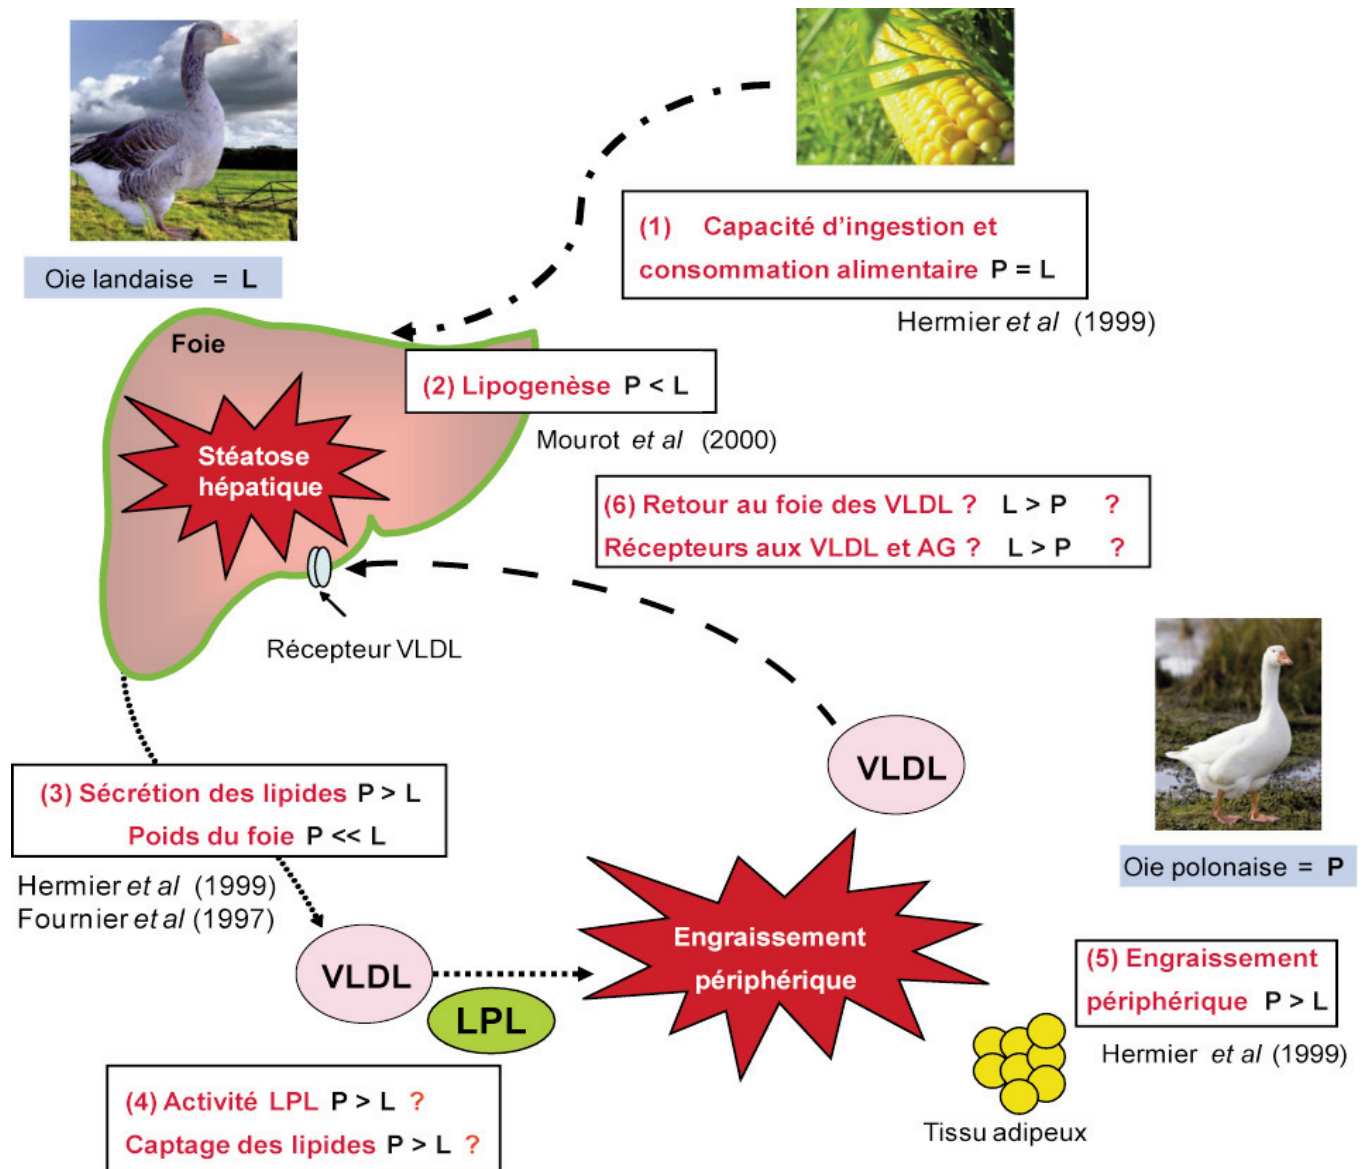 Oie landaise = L
(1) Capacité d'ingestion et
consommation alimentaire P = L
Hermier et al (1999)
Foie
(2) Lipogenèse P < L
Mourot et al (2000)
Stéatose
hépatique
(6) Retour au foie des VLDL ? L > P ?
Récepteurs aux VLDL et AG ? L > P ?
Récepteur VLDL
VLDL
Oie polonaise = P
(3) Sécrétion des lipides P > L
Poids du foie P << L
Hermier et al (1999)
Fournier et al (1997)
VLDL
LPL
Engraissement
périphérique
(5) Engraissement
périphérique P > L
Hermier et al (1999)
Tissu adipeux
(4) Activité LPL P > L ?
Captage des lipides P > L ?